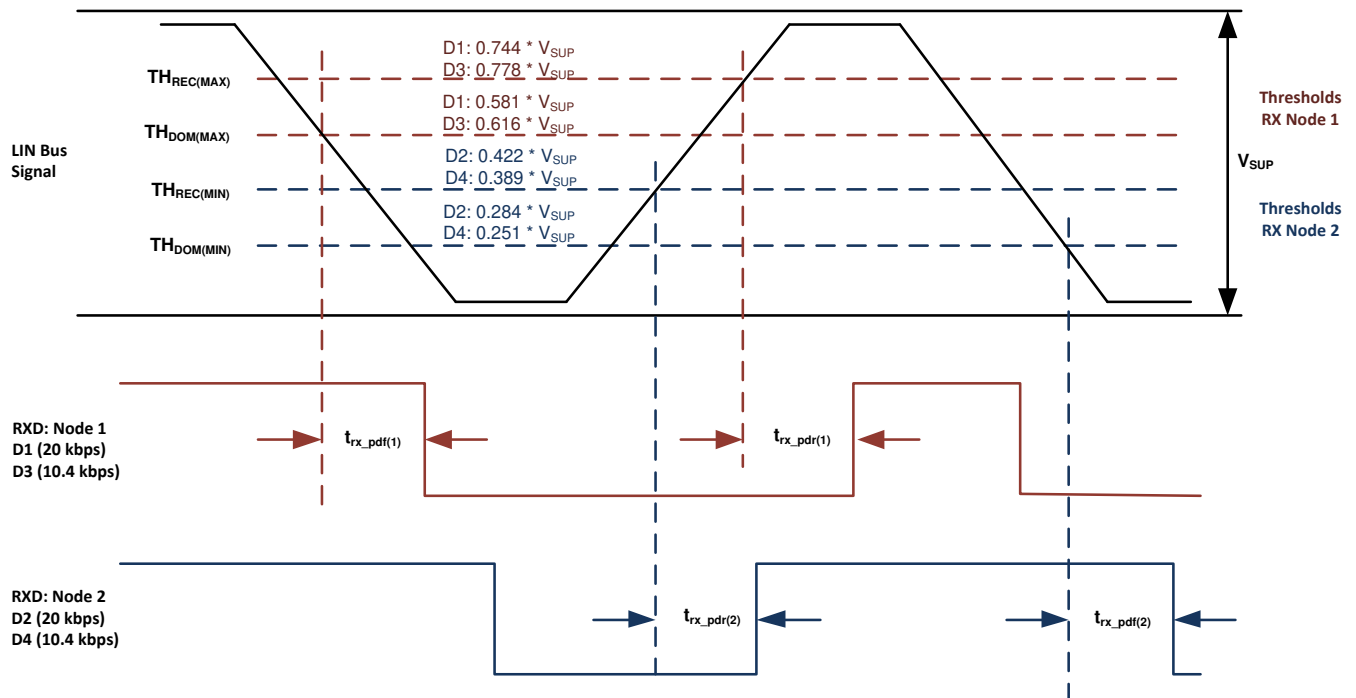 D1: 0.744 * VSUP
THREC(MAX)
D3: 0.778 * VSUP
D1: 0.581 * VSUP
Thresholds
RX Node 1
THDOM(MAX)
D3: 0.616 * VSUP
LIN Bus
Signal
D2: 0.422 * VSUP
VSUP
THREC(MIN)
D4: 0.389 * VSUP
D2: 0.284 * VSUP
Thresholds
RX Node 2
THDOM(MIN)
D4: 0.251 * VSUP
RXD: Node 1
D1 (20 kbps)
D3 (10.4 kbps)
trx_pdf(1)
trx_pdr(1)
RXD: Node 2
D2 (20 kbps)
D4 (10.4 kbps)
trx_pdr(2)
trx_pdf(2)